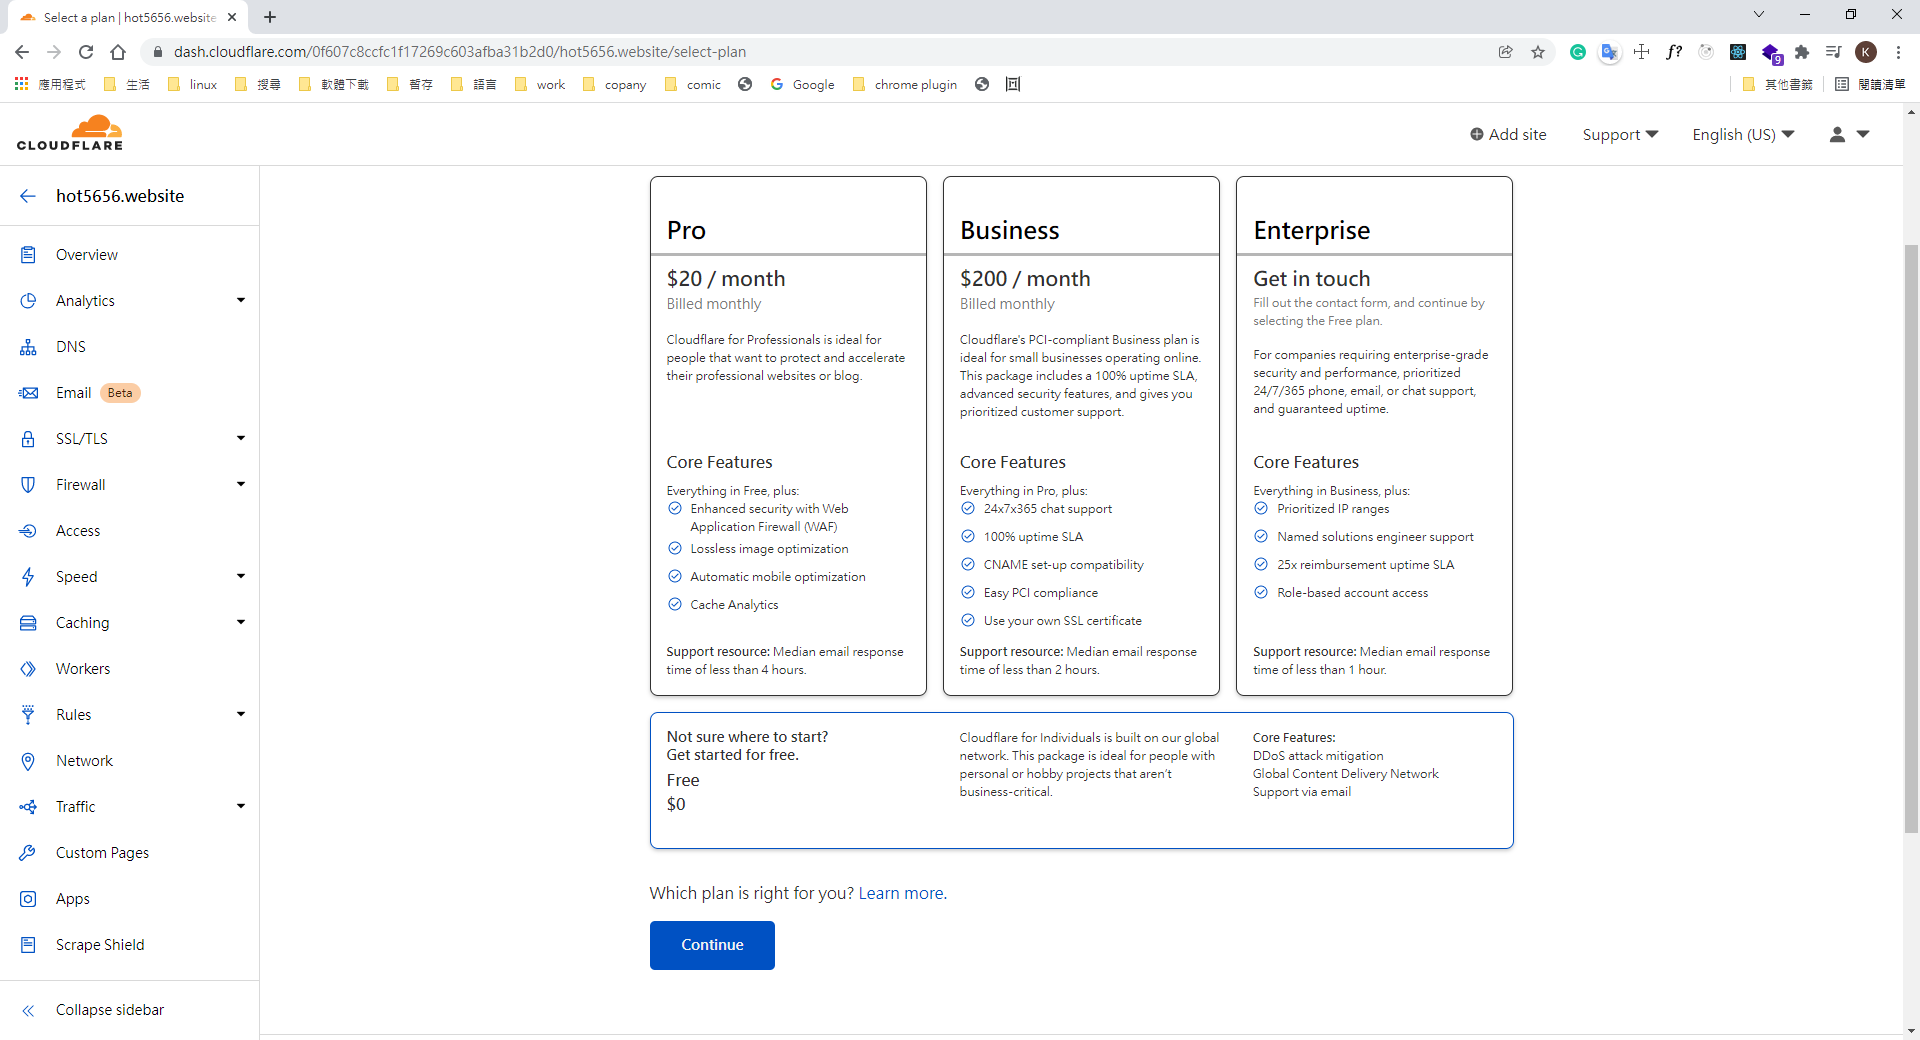 Select a plan | hot5656.website
dash.cloudflare.com/0f607c8ccfc1f17269c603afba31b2d0/hot5656.website/select-plan
f?
9
K
應用程式
生活
linux
搜尋
軟體下載
暫存
語言
work
copany
comic
Google
chrome plugin
其他書籤
閱讀清單
CLOUDFLARE
Add site
Support
English (US)
hot5656.website
Overview
Analytics
DNS
Email Beta
SSL/TLS
Firewall
Access
Speed
Caching
Workers
Rules
Network
Traffic
Custom Pages
Apps
Scrape Shield
Collapse sidebar
Pro
$20 / month
Billed monthly
Cloudflare for Professionals is ideal for
people that want to protect and accelerate
their professional websites or blog.
Core Features
Everything in Free, plus:
Enhanced security with Web
Application Firewall (WAF)
Lossless image optimization
Automatic mobile optimization
Cache Analytics
Support resource: Median email response
time of less than 4 hours.
Business
$200 / month
Billed monthly
Cloudflare's PCI-compliant Business plan is
ideal for small businesses operating online.
This package includes a 100% uptime SLA,
advanced security features, and gives you
prioritized customer support.
Core Features
Everything in Pro, plus:
24x7x365 chat support
100% uptime SLA
CNAME set-up compatibility
Easy PCI compliance
Use your own SSL certificate
Support resource: Median email response
time of less than 2 hours.
Enterprise
Get in touch
Fill out the contact form, and continue by
selecting the Free plan.
For companies requiring enterprise-grade
security and performance, prioritized
24/7/365 phone, email, or chat support,
and guaranteed uptime.
Core Features
Everything in Business, plus:
Prioritized IP ranges
Named solutions engineer support
25x reimbursement uptime SLA
Role-based account access
Support resource: Median email response
time of less than 1 hour.
Not sure where to start?
Get started for free.
Free
$0
Cloudflare for Individuals is built on our global
network. This package is ideal for people with
personal or hobby projects that aren't
business-critical.
Core Features:
DDoS attack mitigation
Global Content Delivery Network
Support via email
Which plan is right for you? Learn more.
Continue